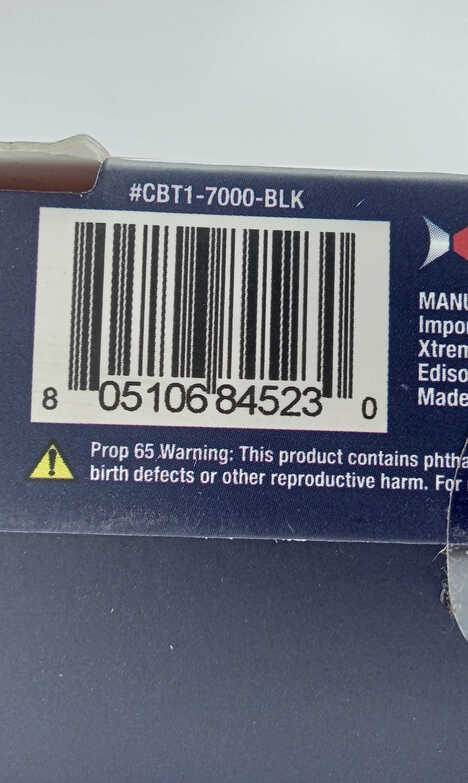 #CBT1-7000-BLK
8 05106 84523 0
MANU
Impor
Xtrem
Ediso
Made
Prop 65 Warning: This product contains phtha
birth defects or other reproductive harm. For